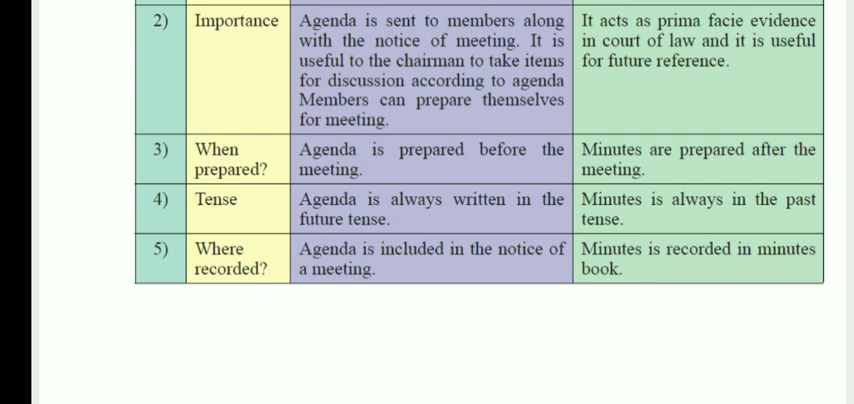 2) Importance Agenda is sent to members along with the notice of meeting. It is useful to the chairman to take items for discussion according to agenda Members can prepare themselves for meeting. It acts as prima facie evidence in court of law and it is useful for future reference.
3) When prepared? Agenda is prepared before the meeting. Minutes are prepared after the meeting.
4) Tense Agenda is always written in the future tense. Minutes is always in the past tense.
5) Where recorded? Agenda is included in the notice of a meeting. Minutes is recorded in minutes book.